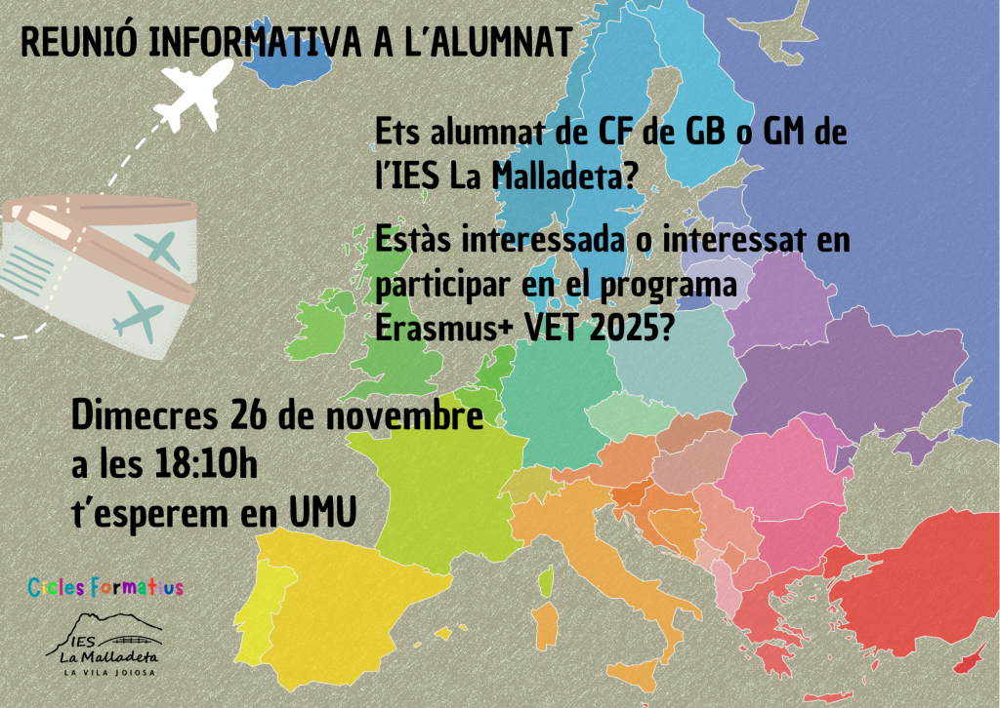 REUNIÓ INFORMATIVA A L'ALUMNAT
Ets alumnat de CF de GB o GM de
l'IES La Malladeta?
Estàs interessada o interessat en
participar en el programa
Erasmus+ VET 2025?
Dimecres 26 de novembre
a les 18:10h
t'esperem en UMU
Cicles Formatius
IES
La Malladeta
LA VILA JOIOSA